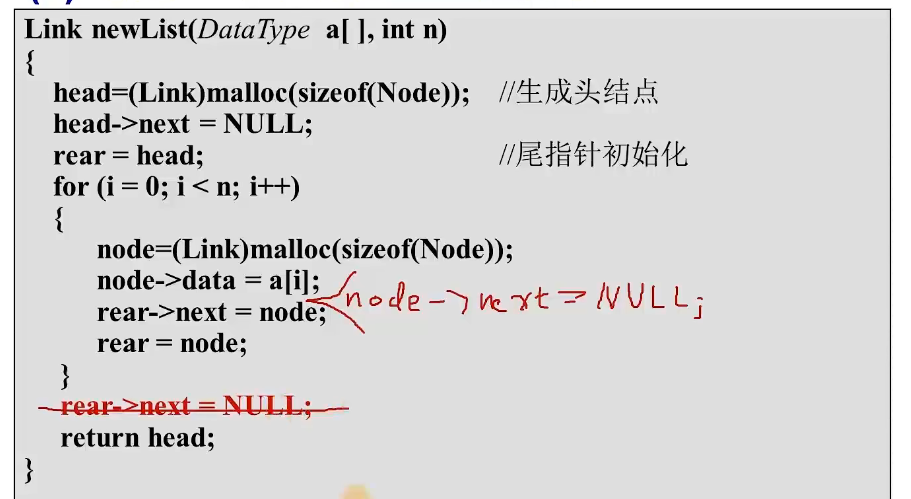 Link newList(DataType a[ ], int n)
{
head=(Link)malloc(sizeof(Node)); //生成头结点
head->next = NULL;
rear = head; //尾指针初始化
for (i = 0; i < n; i++)
{
node=(Link)malloc(sizeof(Node));
node->data = a[i];
node->next=NULL;
rear->next = node;
rear = node;
}
rear->next = NULL;
return head;
}